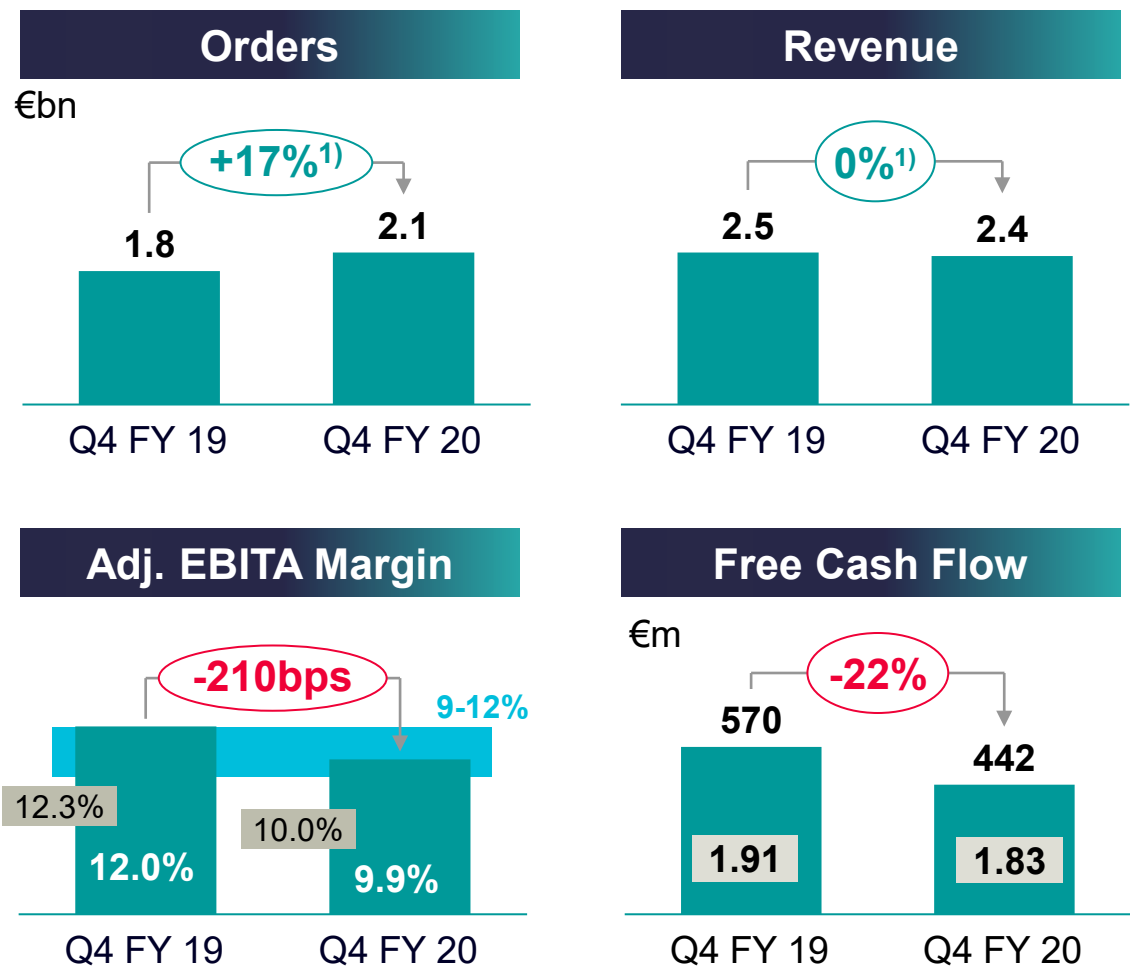 Orders
€bn
+17%1)
1.8
2.1
Q4 FY 19
Q4 FY 20
Revenue
0%1)
2.5
2.4
Q4 FY 19
Q4 FY 20
Adj. EBITA Margin
-210bps
9-12%
12.3%
12.0%
10.0%
9.9%
Q4 FY 19
Q4 FY 20
Free Cash Flow
€m
-22%
570
442
1.91
1.83
Q4 FY 19
Q4 FY 20